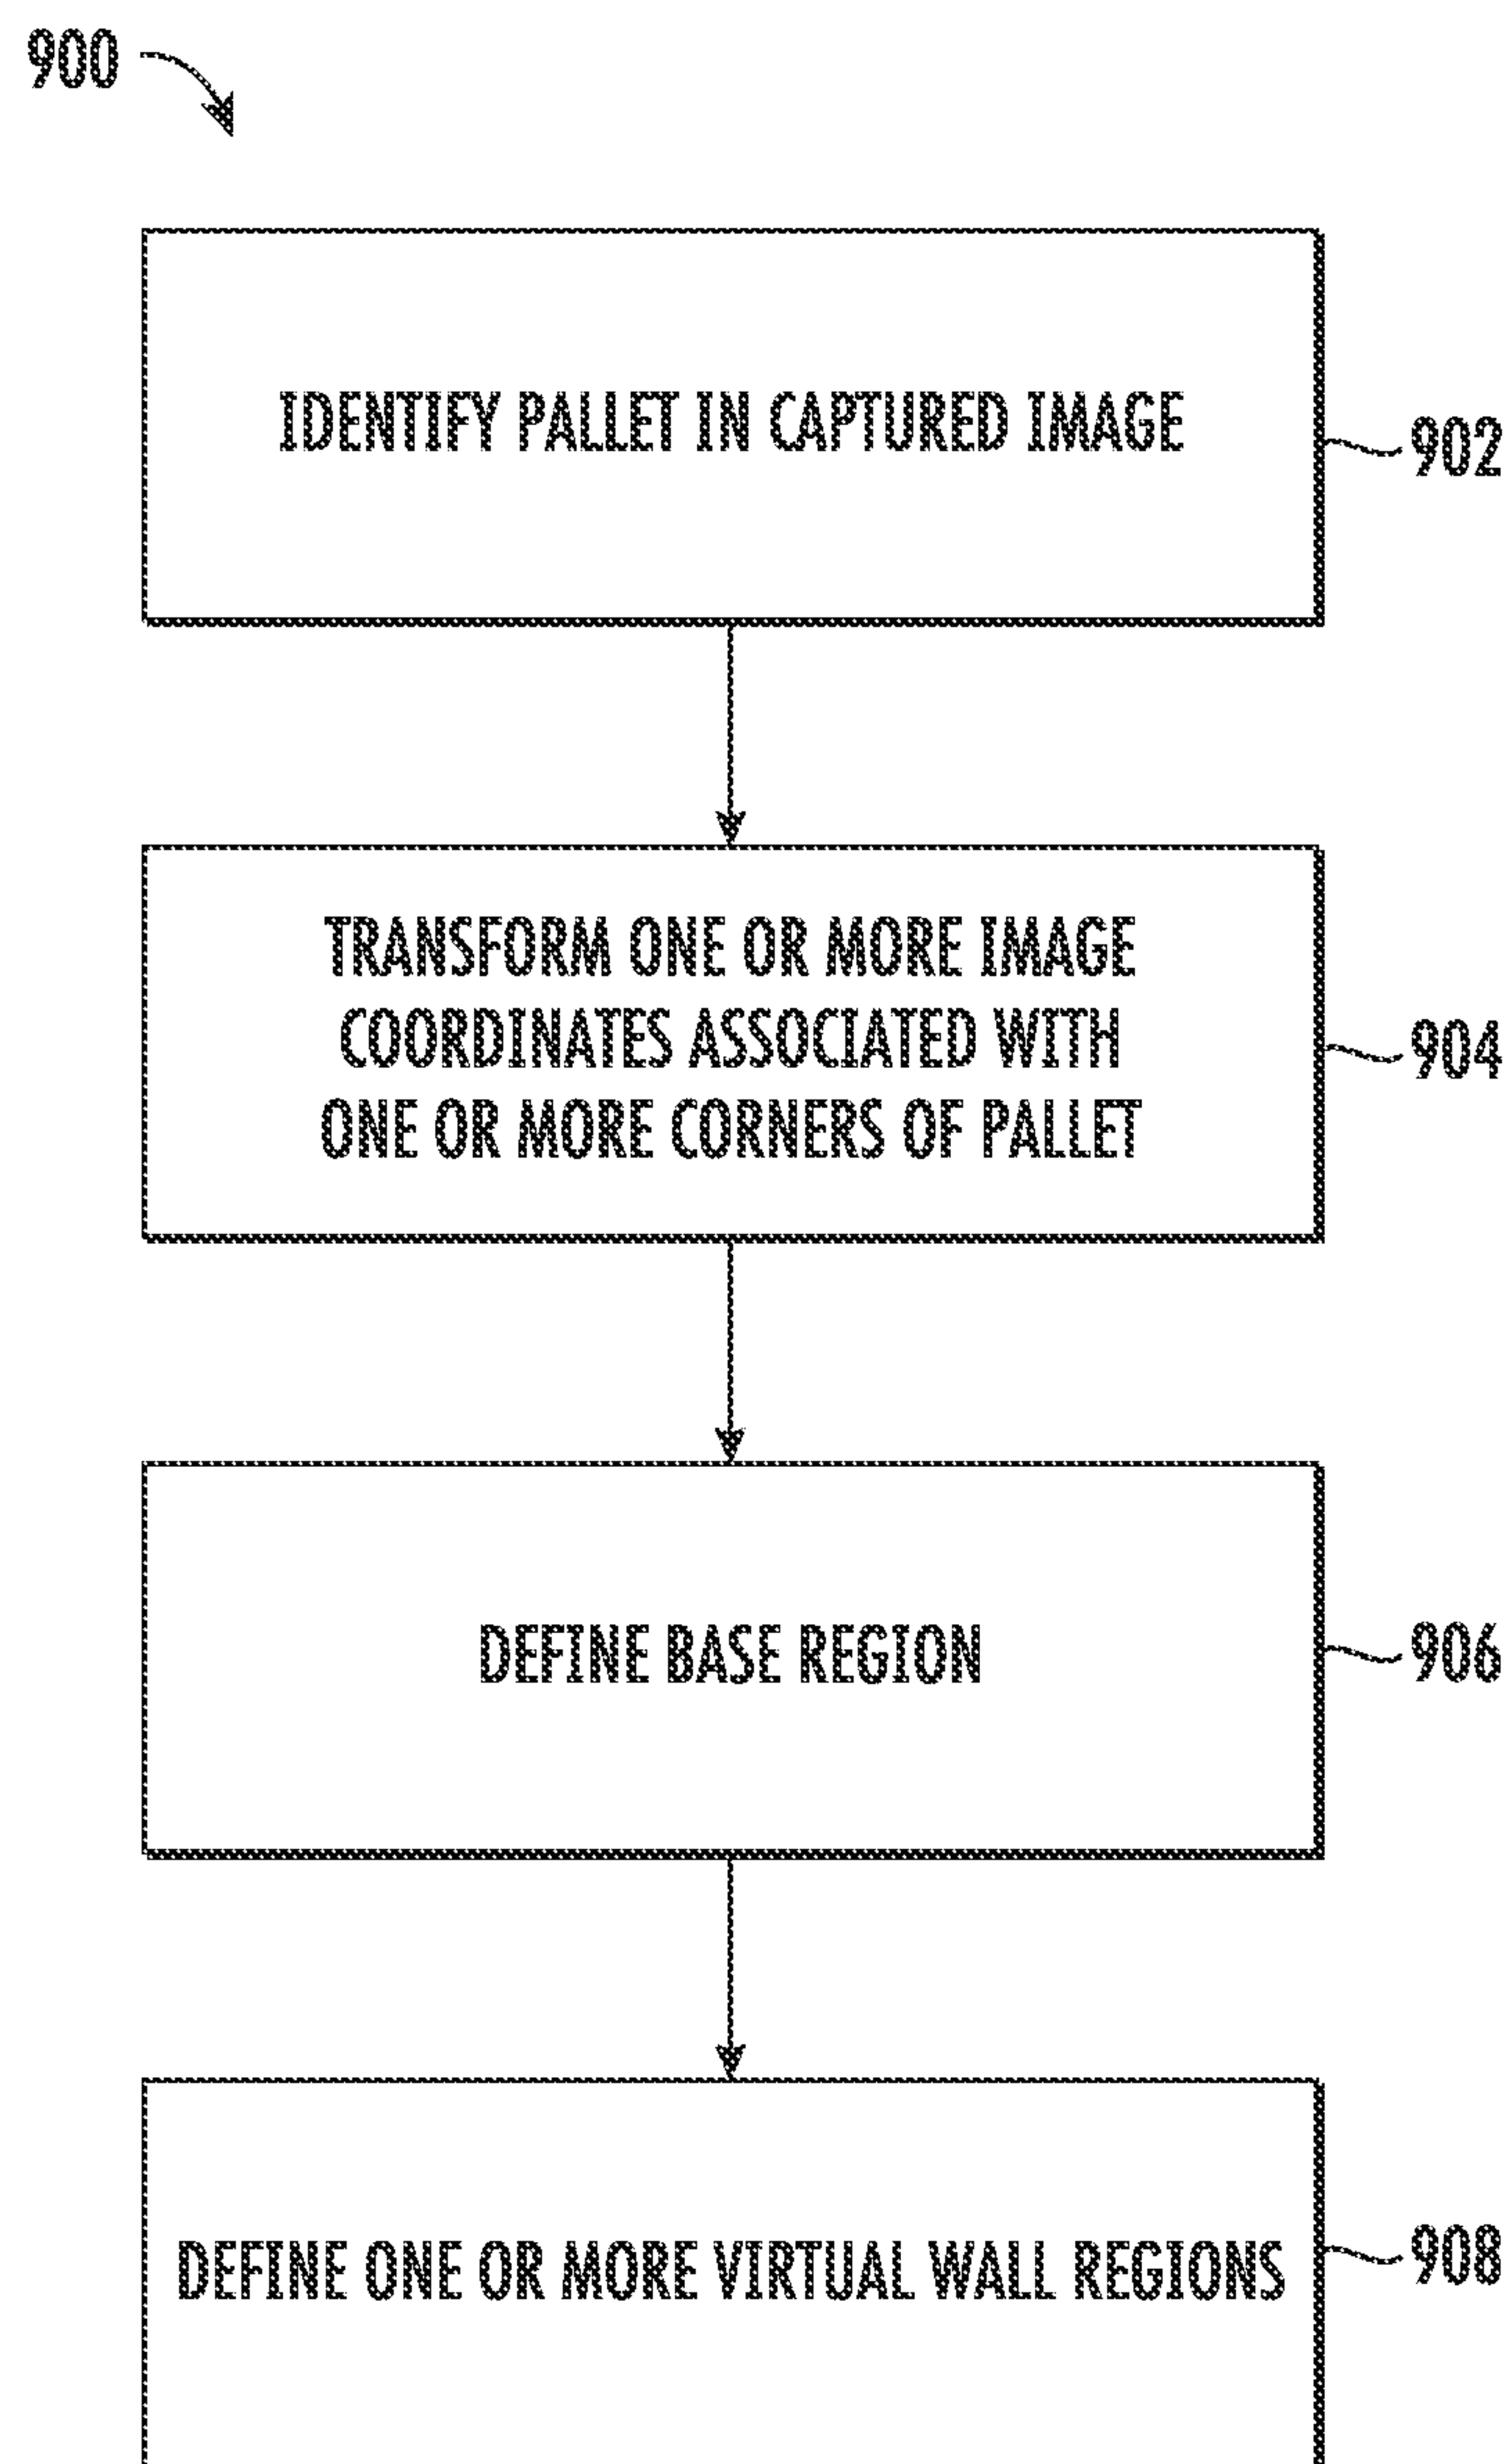 900
IDENTIFY PALLET IN CAPTURED IMAGE
902
TRANSFORM ONE OR MORE IMAGE
COORDINATES ASSOCIATED WITH
ONE OR MORE CORNERS OF PALLET
904
DEFINE BASE REGION
906
DEFINE ONE OR MORE VIRTUAL WALL REGIONS
908